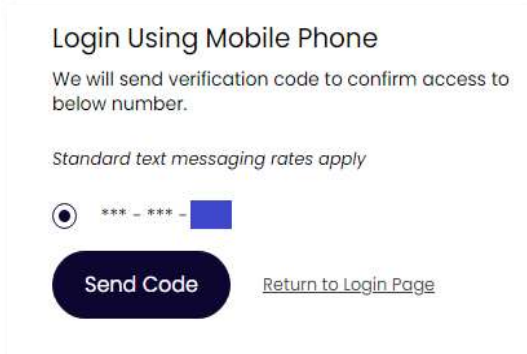 Login Using Mobile Phone
We will send verification code to confirm access to
below number.
Standard text messaging rates apply
*** - *** -
Send Code
Return to Login Page